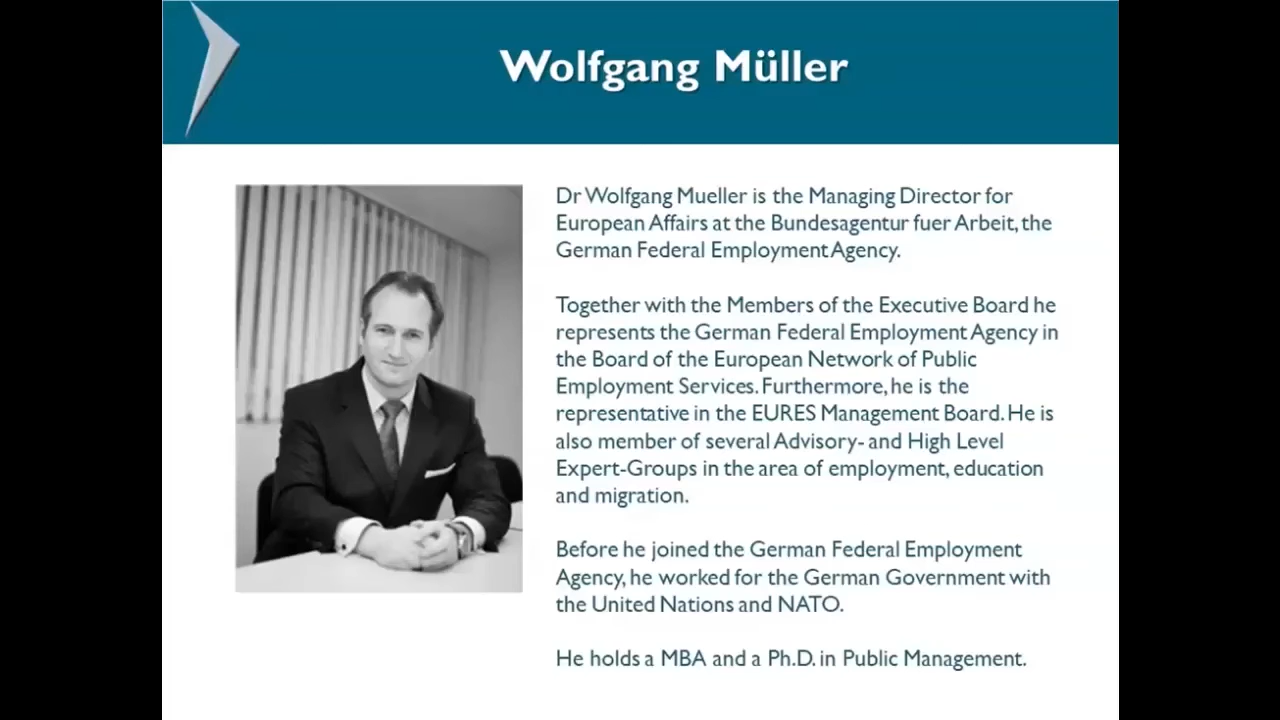 Wolfgang Müller
Dr Wolfgang Mueller is the Managing Director for
European Affairs at the Bundesagentur fuer Arbeit, the
German Federal Employment Agency.
Together with the Members of the Executive Board he
represents the German Federal Employment Agency in
the Board of the European Network of Public
Employment Services. Furthermore, he is the
representative in the EURES Management Board. He is
also member of several Advisory- and High Level
Expert-Groups in the area of employment, education
and migration.
Before he joined the German Federal Employment
Agency, he worked for the German Government with
the United Nations and NATO.
He holds a MBA and a Ph.D. in Public Management.